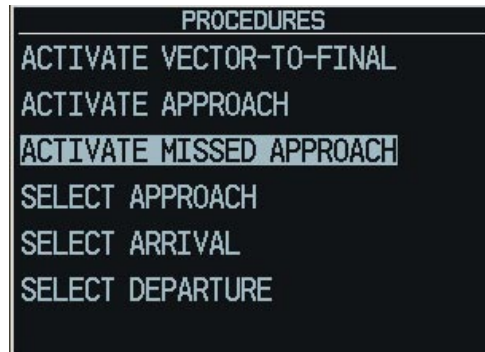 PROCEDURES
ACTIVATE VECTOR-TO-FINAL
ACTIVATE APPROACH
ACTIVATE MISSED APPROACH
SELECT APPROACH
SELECT ARRIVAL
SELECT DEPARTURE